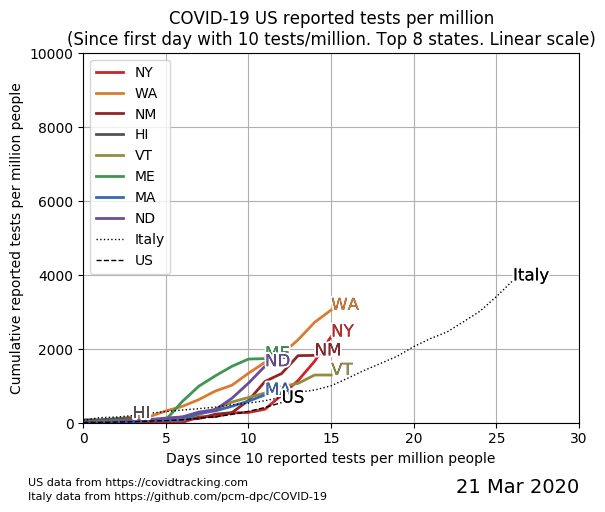 COVID-19 US reported tests per million
(Since first day with 10 tests/million. Top 8 states. Linear scale)
Cumulative reported tests per million people
10000
8000
6000
4000
2000
0
NY
WA
NM
HI
VT
ME
MA
ND
Italy
US
Italy
WA
NY
ME
NM
ND
VT
MA
US
HI
0 5 10 15 20 25 30
Days since 10 rported tests per million people
US data from https://covidtracking.com
Italy data from https://github.com/pcm-dpc/COVID-19
21 Mar 2020